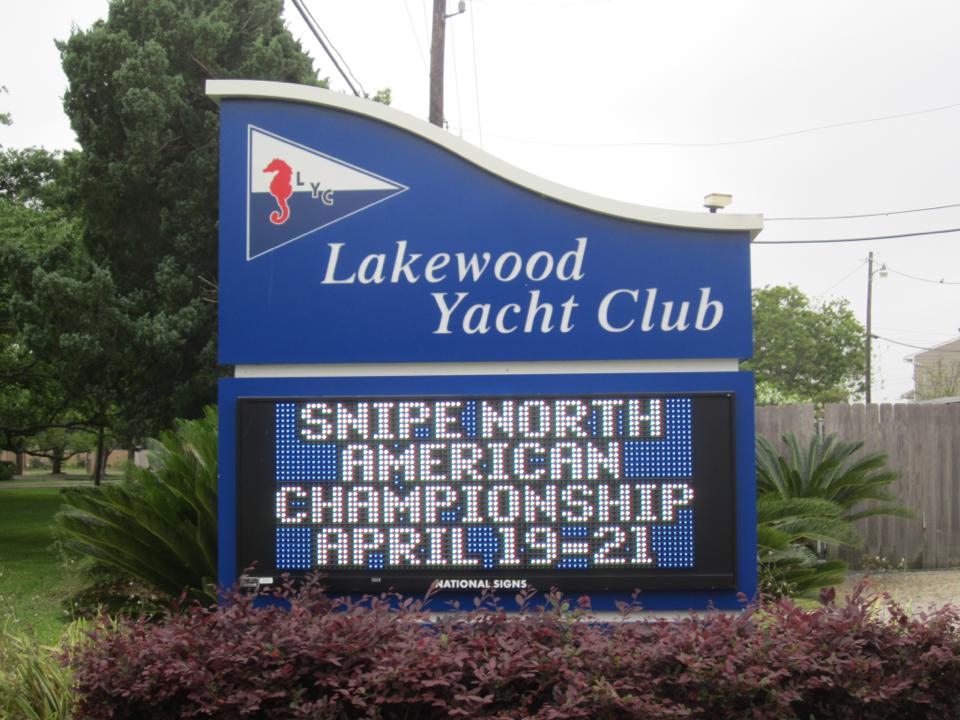 LYC
Lakewood
Yacht Club
SNIPE NORTH
AMERICAN
CHAMPIONSHIP
APRIL 19-21
NATIONAL SIGNS